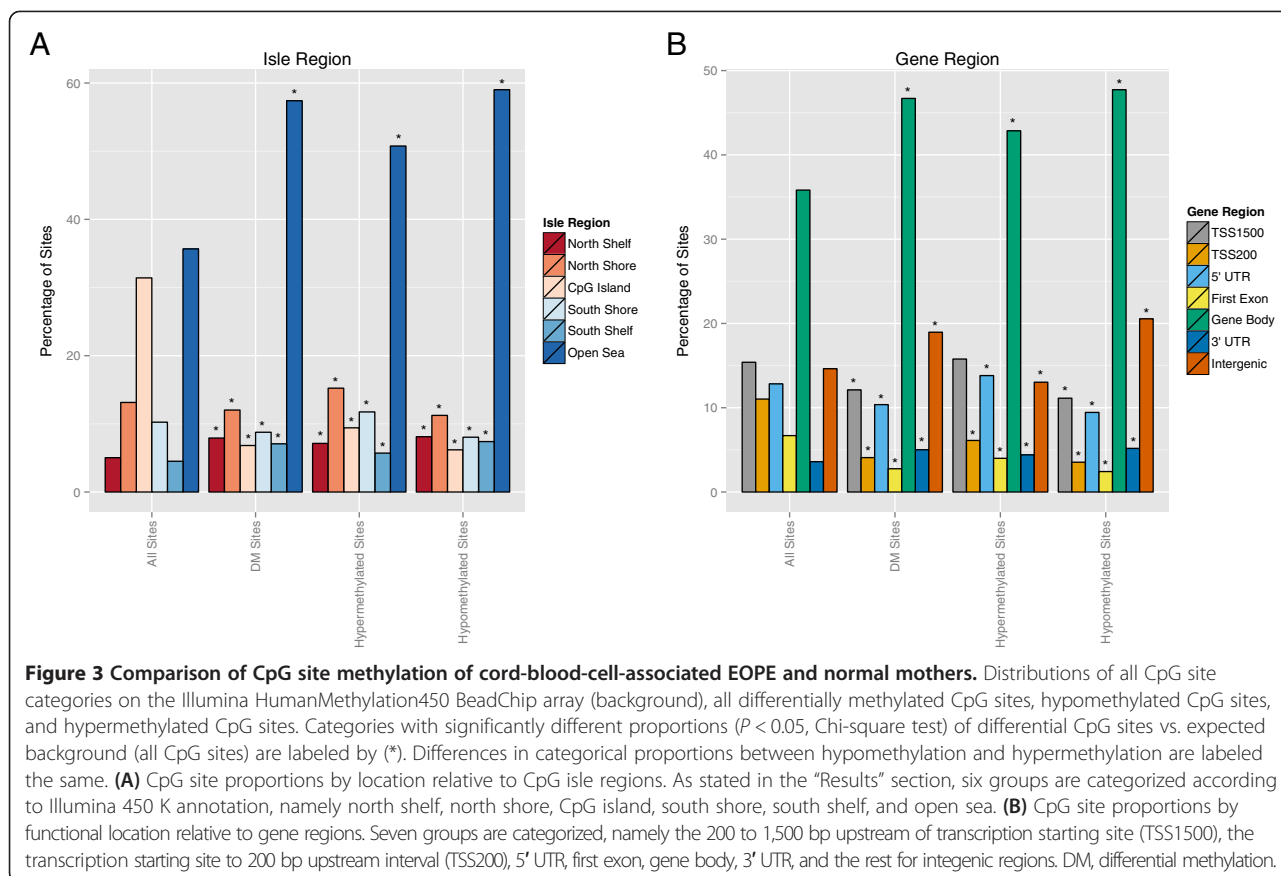 A
Isle Region
60
40
20
0
Percentage of Sites
* * * * * *
* * * * * *
* * * * * *
All Sites
DM Sites
Hypermethylated Sites
Hypomethylated Sites
Isle Region
North Shelf
North Shore
CpG Island
South Shore
South Shelf
Open Sea
B
Gene Region
50
40
30
20
10
0
Percentage of Sites
* * * * * * *
* * * * * *
* * * * * * *
All Sites
DM Sites
Hypermethylated Sites
Hypomethylated Sites
Gene Region
TSS1500
TSS200
5' UTR
First Exon
Gene Body
3' UTR
Intergenic
Figure 3 Comparison of CpG site methylation of cord-blood-cell-associated EOPE and normal mothers. Distributions of all CpG site
categories on the Illumina HumanMethylation450 BeadChip array (background), all differentially methylated CpG sites, hypomethylated CpG sites,
and hypermethylated CpG sites. Categories with significantly different proportions (P < 0.05, Chi-square test) of differential CpG sites vs. expected
background (all CpG sites) are labeled by (*). Differences in categorical proportions between hypomethylation and hypermethylation are labeled
the same. (A) CpG site proportions by location relative to CpG isle regions. As stated in the “Results” section, six groups are categorized according
to Illumina 450 K annotation, namely north shelf, north shore, CpG island, south shore, south shelf, and open sea. (B) CpG site proportions by
functional location relative to gene regions. Seven groups are categorized, namely the 200 to 1,500 bp upstream of transcription starting site (TSS1500), the
transcription starting site to 200 bp upstream interval (TSS200), 5′ UTR, first exon, gene body, 3′ UTR, and the rest for integenic regions. DM, differential methylation.